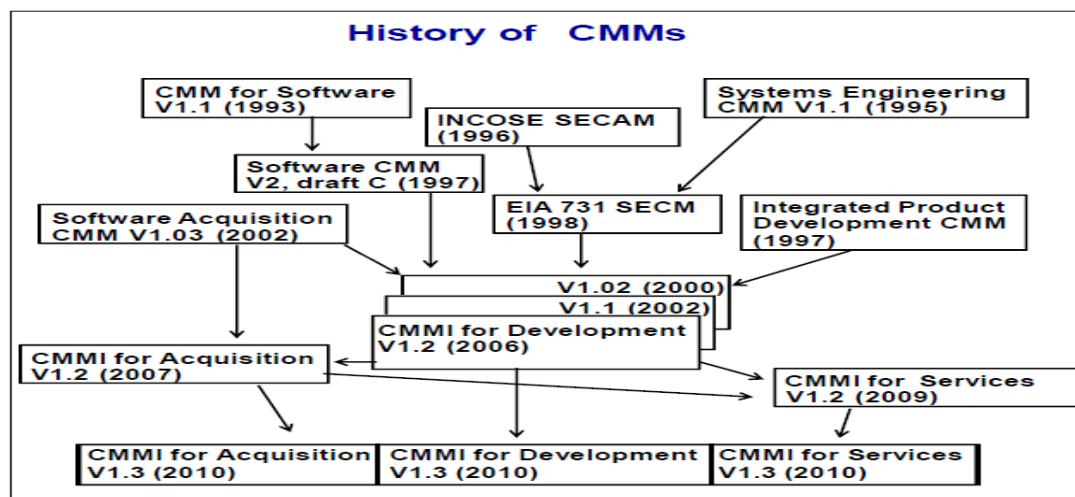 History of CMMs
CMM for Software
V1.1 (1993)
Systems Engineering
CMM V1.1 (1995)
INCOSE SECAM
(1996)
Software CMM
V2, draft C (1997)
EIA 731 SECM
(1998)
Integrated Product
Development CMM
(1997)
Software Acquisition
CMM V1.03 (2002)
V1.02 (2000)
V1.1 (2002)
CMMI for Development
V1.2 (2006)
CMMI for Acquisition
V1.2 (2007)
CMMI for Services
V1.2 (2009)
CMMI for Acquisition
V1.3 (2010)
CMMI for Development
V1.3 (2010)
CMMI for Services
V1.3 (2010)